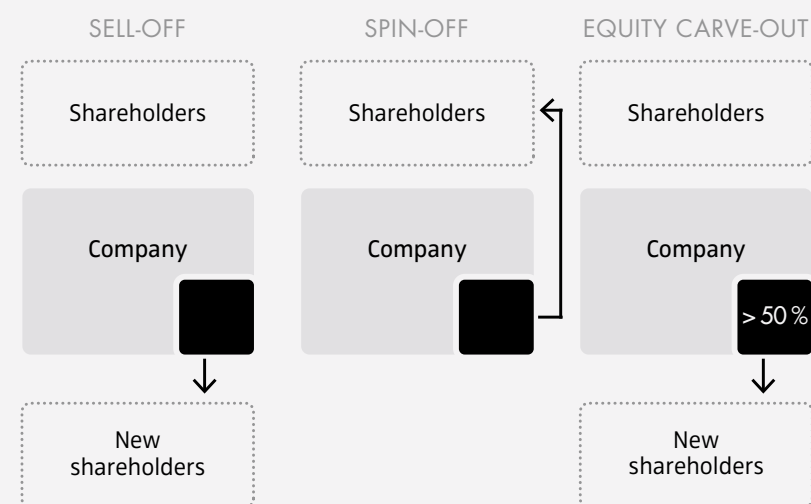 SELL-OFF
SPIN-OFF
EQUITY CARVE-OUT
Shareholders
Shareholders
Shareholders
Company
Company
Company
> 50 %
New
shareholders
New
shareholders